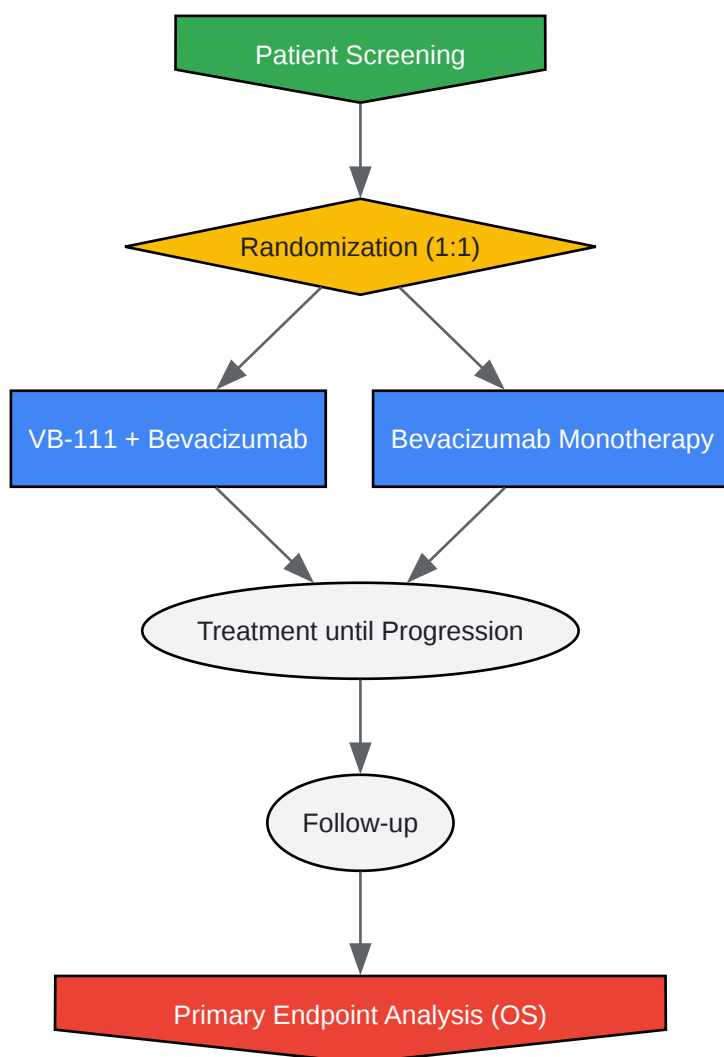 Patient Screening
Randomization (1:1)
VB-111 + Bevacizumab
Bevacizumab Monotherapy
Treatment until Progression
Follow-up
Primary Endpoint Analysis (OS)